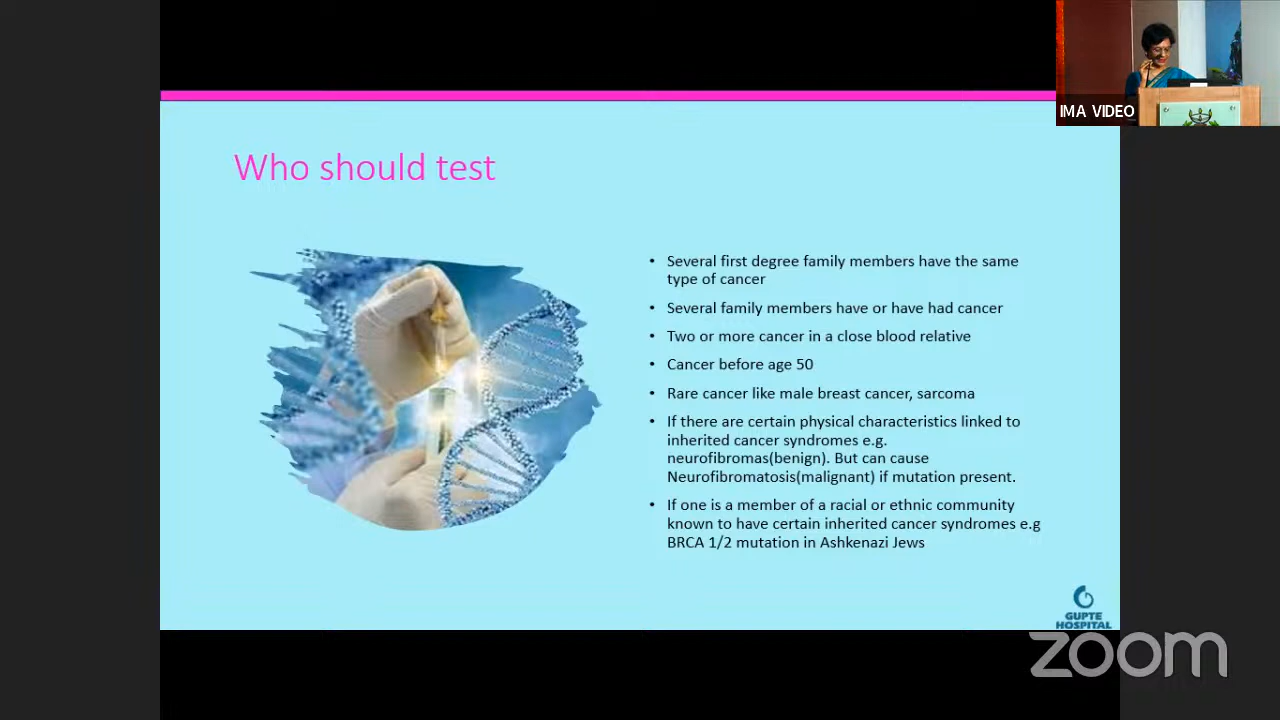 IMA VIDEO
Who should test
• Several first degree family members have the same
type of cancer
• Several family members have or have had cancer
• Two or more cancer in a close blood relative
• Cancer before age 50
• Rare cancer like male breast cancer, sarcoma
• If there are certain physical characteristics linked to
inherited cancer syndromes e.g.
neurofibromas(benign). But can cause
Neurofibromatosis(malignant) if mutation present.
• If one is a member of a racial or ethnic community
known to have certain inherited cancer syndromes e.g
BRCA 1/2 mutation in Ashkenazi Jews
GUPTE
HOSPITAL
zoom